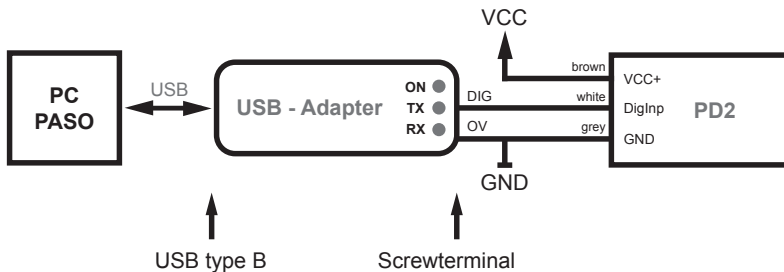 VCC
brown
PC
PASO
USB
USB - Adapter
ON
TX
RX
DIG
OV
white
grey
VCC+
DigInp
GND
PD2
GND
USB type B
Screwterminal